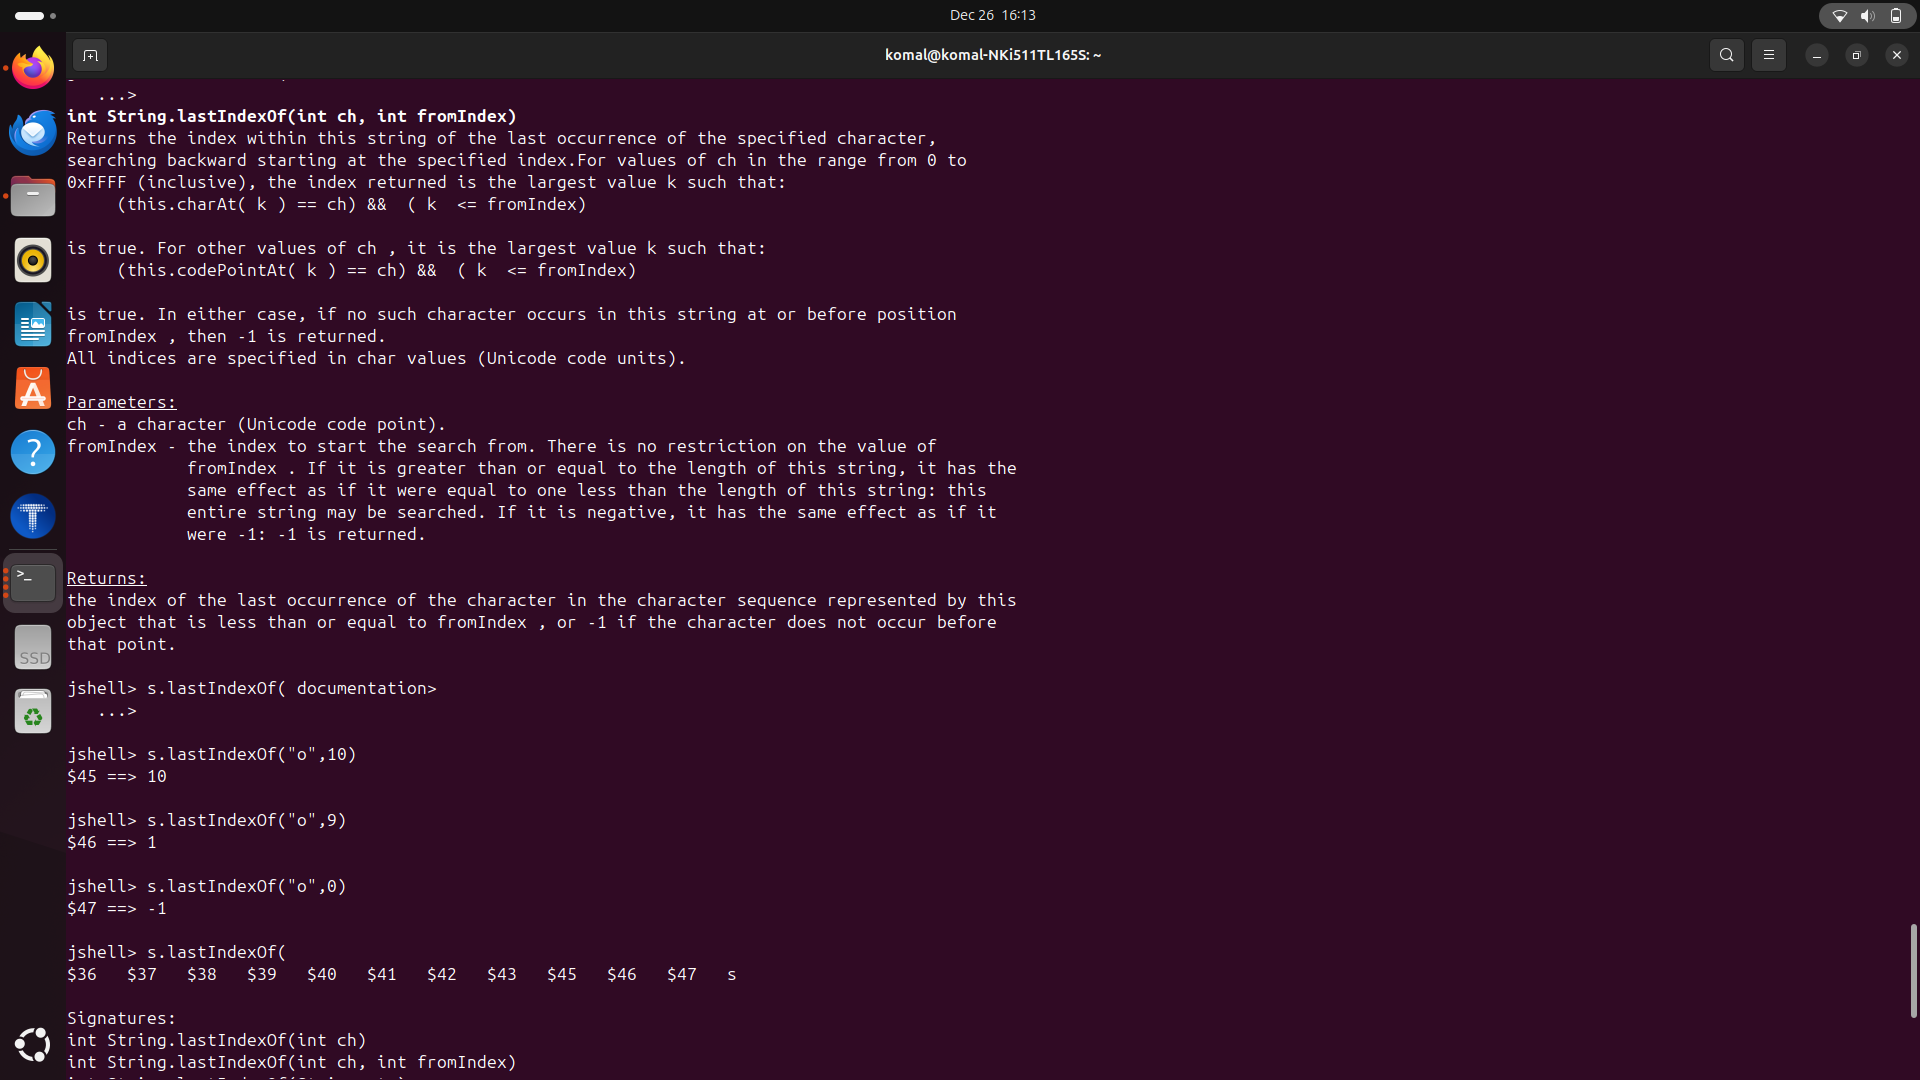 Dec 26 16:13
komal@komal-NKi511TL165S: ~
...>
int String.lastIndexOf(int ch, int fromIndex)
Returns the index within this string of the last occurrence of the specified character,
searching backward starting at the specified index.For values of ch in the range from 0 to
0xFFFF (inclusive), the index returned is the largest value k such that:
(this.charAt( k ) == ch) &&  ( k  <= fromIndex)
is true. For other values of ch , it is the largest value k such that:
(this.codePointAt( k ) == ch) &&  ( k  <= fromIndex)
is true. In either case, if no such character occurs in this string at or before position
fromIndex , then -1 is returned.
All indices are specified in char values (Unicode code units).
Parameters:
ch - a character (Unicode code point).
fromIndex - the index to start the search from. There is no restriction on the value of
fromIndex . If it is greater than or equal to the length of this string, it has the
same effect as if it were equal to one less than the length of this string: this
entire string may be searched. If it is negative, it has the same effect as if it
were -1: -1 is returned.
Returns:
the index of the last occurrence of the character in the character sequence represented by this
object that is less than or equal to fromIndex , or -1 if the character does not occur before
that point.
jshell> s.lastIndexOf( documentation>
...>
jshell> s.lastIndexOf("o",10)
$45 ==> 10
jshell> s.lastIndexOf("o",9)
$46 ==> 1
jshell> s.lastIndexOf("o",0)
$47 ==> -1
jshell> s.lastIndexOf(
$36   $37   $38   $39   $40   $41   $42   $43   $45   $46   $47   s
Signatures:
int String.lastIndexOf(int ch)
int String.lastIndexOf(int ch, int fromIndex)
SSD